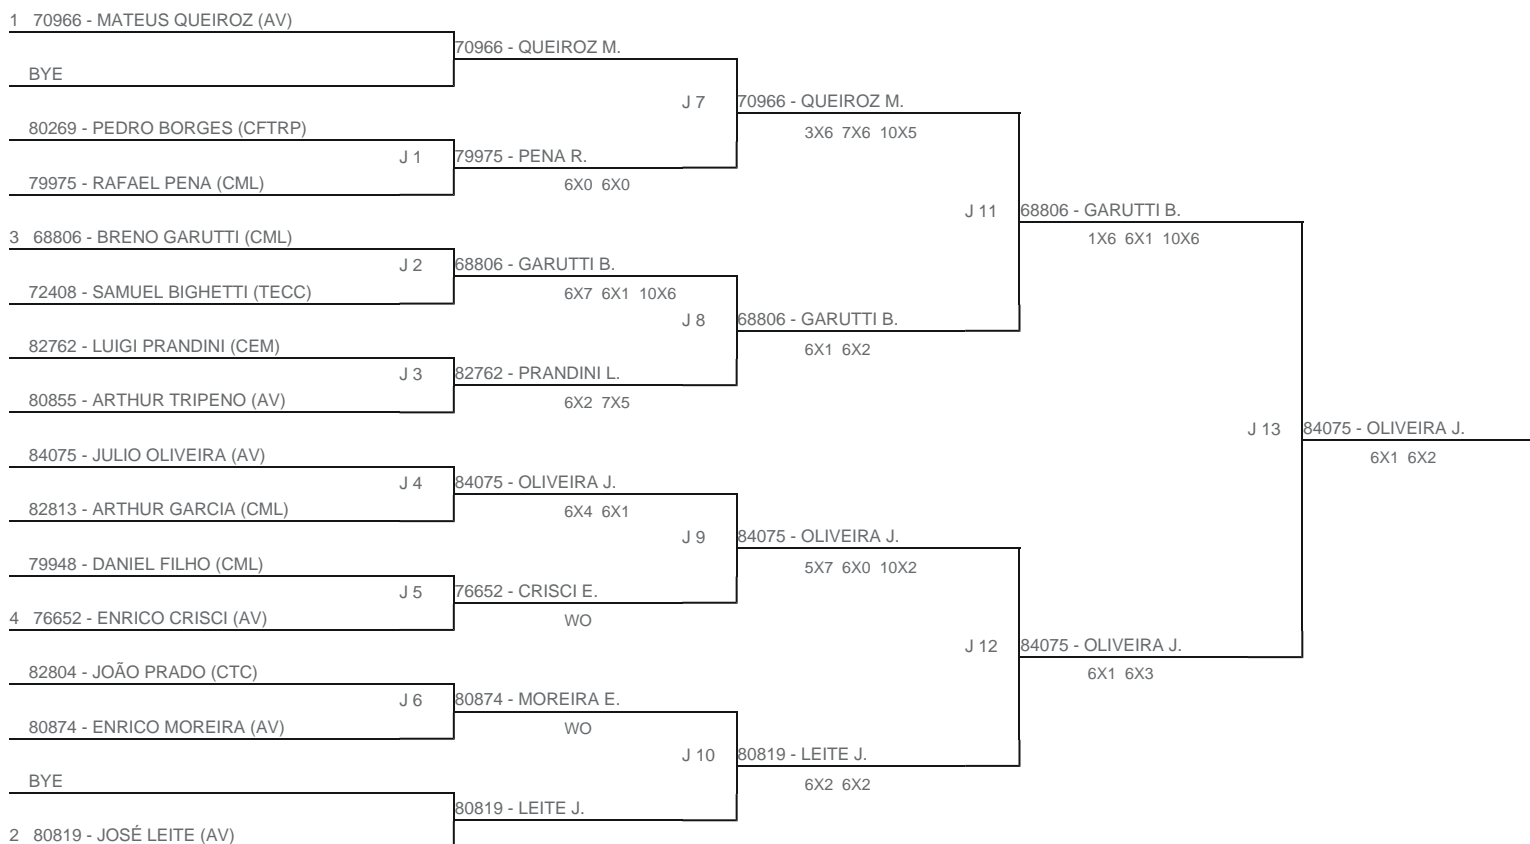 1 70966 - MATEUS QUEIROZ (AV)
70966 - QUEIROZ M.
BYE
J 7 70966 - QUEIROZ M.
3X6 7X6 10X5
80269 - PEDRO BORGES (CFTRP)
J 1 79975 - PENA R.
79975 - RAFAEL PENA (CML)
6X0 6X0
J 11 68806 - GARUTTI B.
1X6 6X1 10X6
3 68806 - BRENO GARUTTI (CML)
J 2 68806 - GARUTTI B.
72408 - SAMUEL BIGHETTI (TECC)
6X7 6X1 10X6
J 8 68806 - GARUTTI B.
6X1 6X2
82762 - LUIGI PRANDINI (CEM)
J 3 82762 - PRANDINI L.
80855 - ARTHUR TRIPENO (AV)
6X2 7X5
J 13 84075 - OLIVEIRA J.
6X1 6X2
84075 - JULIO OLIVEIRA (AV)
J 4 84075 - OLIVEIRA J.
82813 - ARTHUR GARCIA (CML)
6X4 6X1
J 9 84075 - OLIVEIRA J.
5X7 6X0 10X2
79948 - DANIEL FILHO (CML)
J 5 76652 - CRISCI E.
4 76652 - ENRICO CRISCI (AV)
WO
J 12 84075 - OLIVEIRA J.
6X1 6X3
82804 - JOÃO PRADO (CTC)
J 6 80874 - MOREIRA E.
80874 - ENRICO MOREIRA (AV)
WO
J 10 80819 - LEITE J.
6X2 6X2
BYE
80819 - LEITE J.
2 80819 - JOSÉ LEITE (AV)